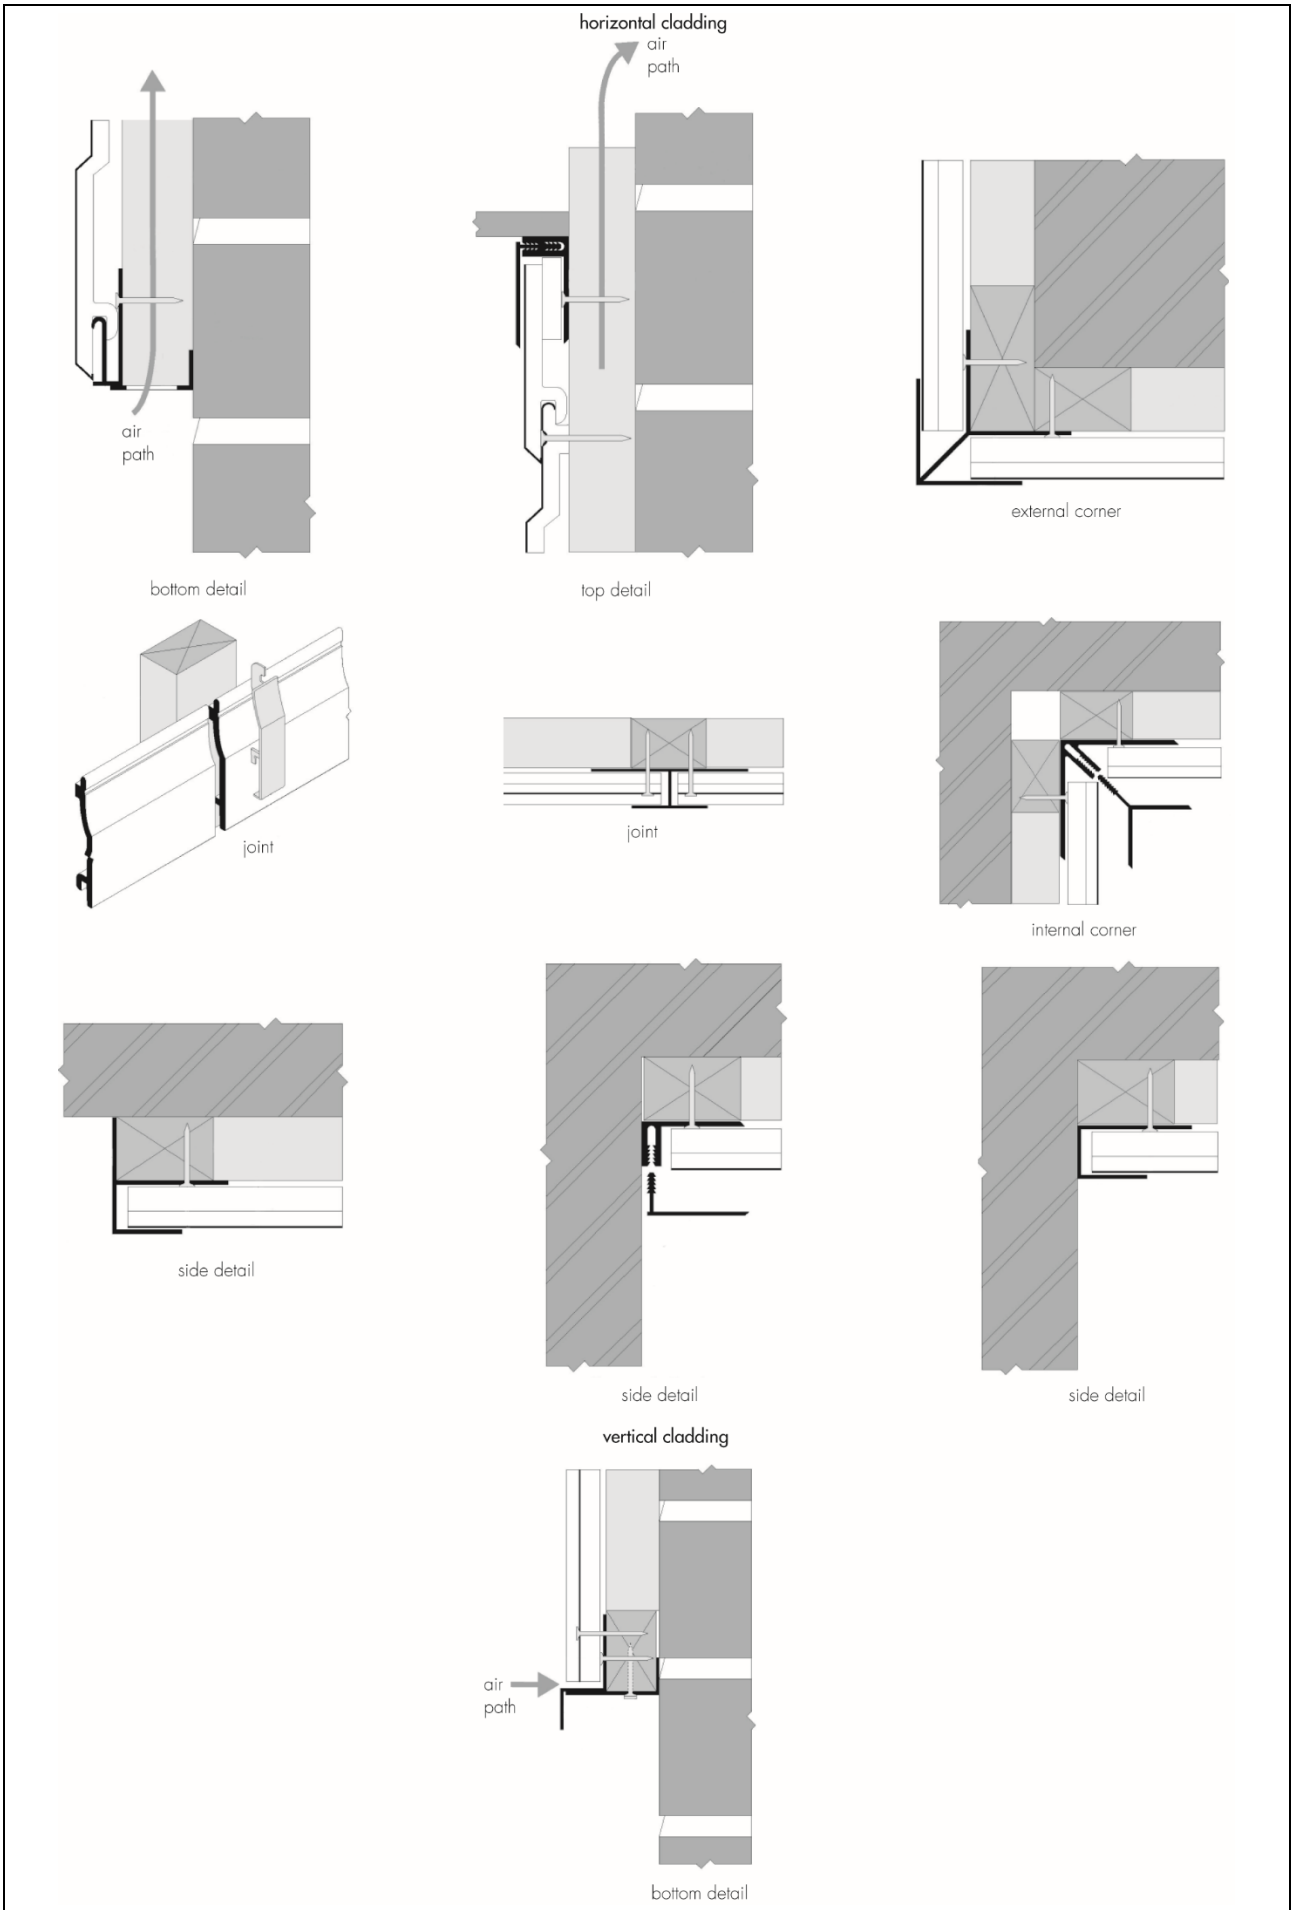 horizontal cladding
air
path
air
path
external corner
bottom detail
top detail
joint
joint
internal corner
side detail
side detail
side detail
vertical cladding
air
path
bottom detail